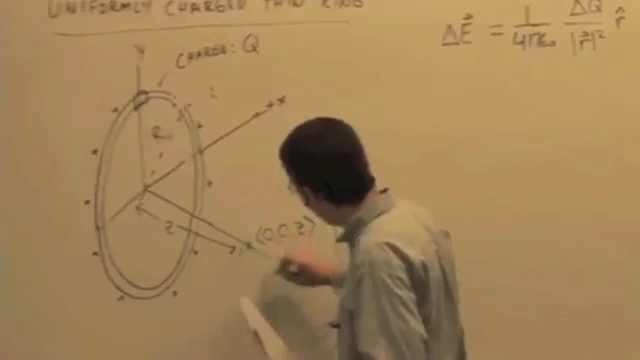 UNIFORMLY CHARGED THIN RING
ΔE⃗ = 1/4πε₀ ΔQ/|r⃗|² r̂
Y
CHARGE: Q
+x
R
z
(0,0,z)